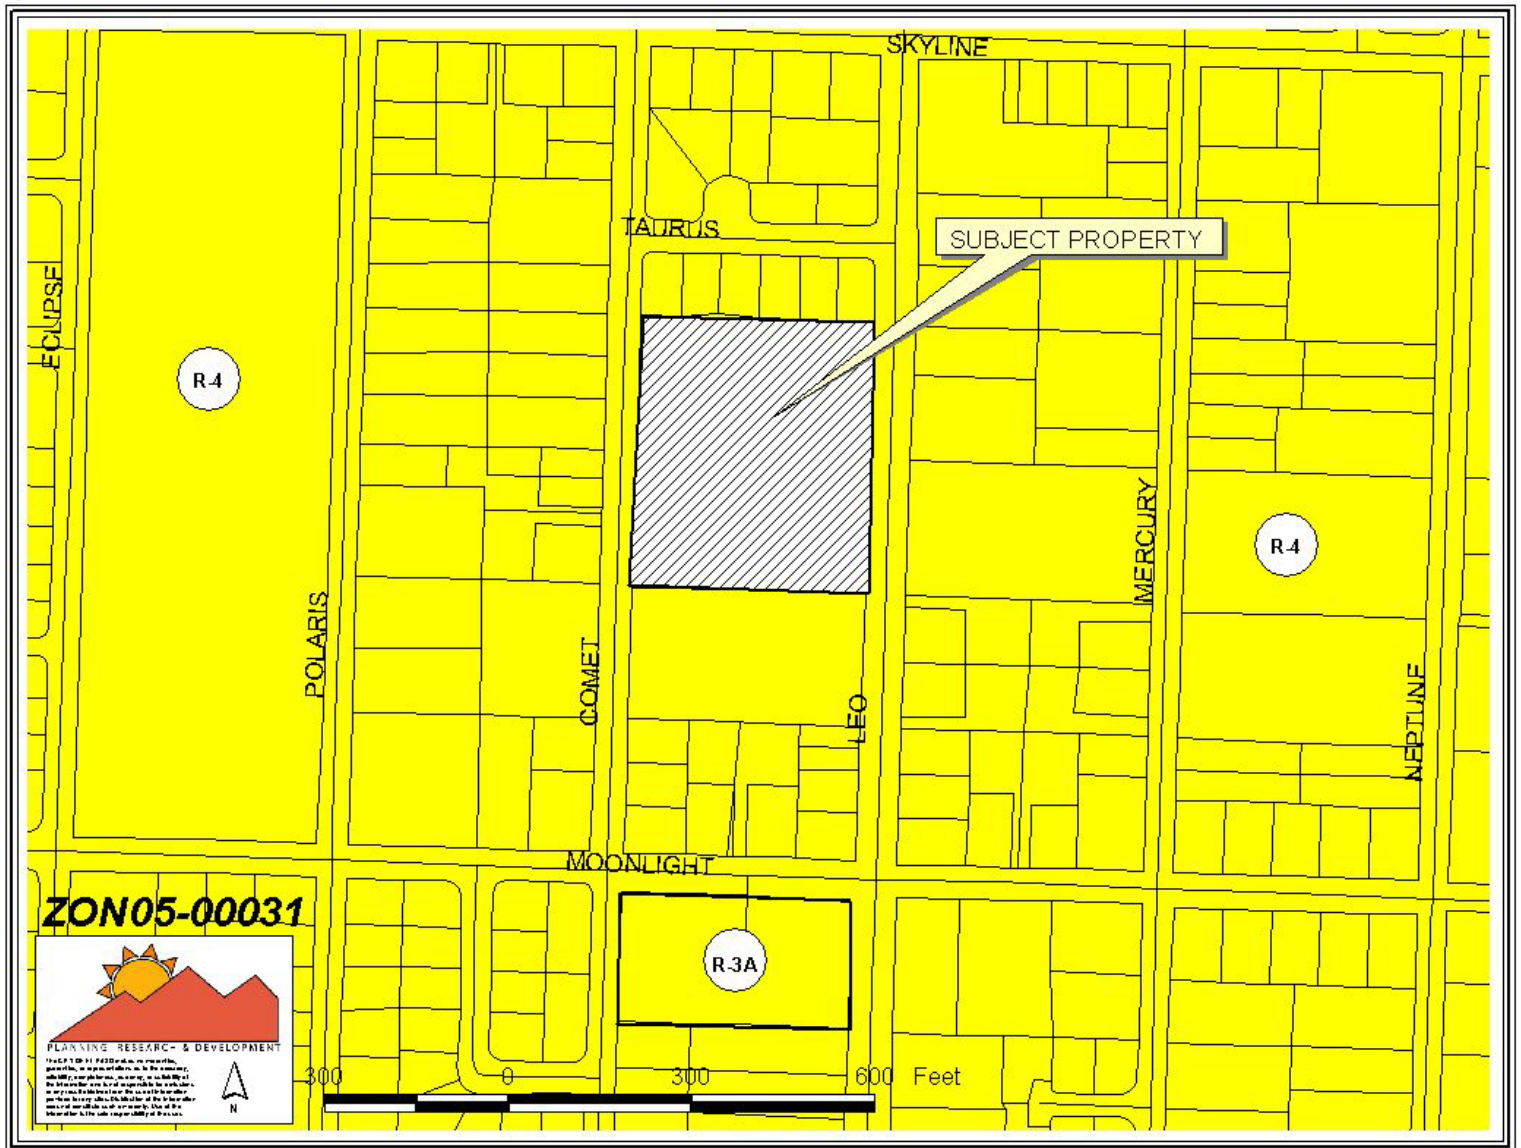 SKYLINE
TAURUS
SUBJECT PROPERTY
ECLIPSE
R-4
MERCURY
R-4
POLARIS
COMET
LEO
NEPTUNE
MOONLIGHT
ZON05-00031
R-3A
PLANNING RESEARCH & DEVELOPMENT
N
300 0 300 600 Feet